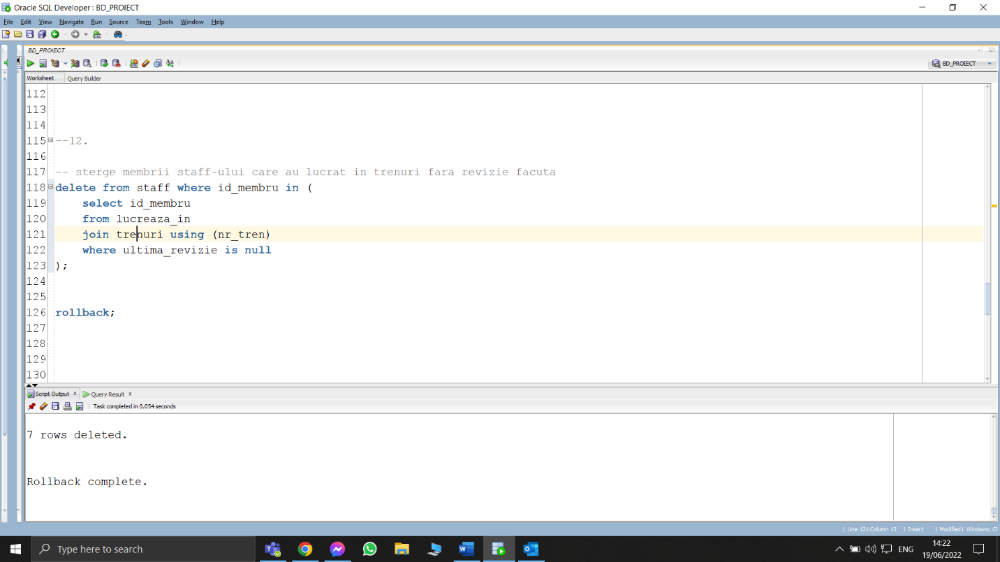 Oracle SQL Developer : BD_PROIECT
File Edit View Navigate Run Source Team Tools Window Help
BD_PROIECT
BD_PROIECT
Worksheet Query Builder
112
113
114
115 --12.
116
117 -- sterge membrii staff-ului care au lucrat in trenuri fara revizie facuta
118 delete from staff where id_membru in (
119 select id_membru
120 from lucreaza_in
121 join trenuri using (nr_tren)
122 where ultima_revizie is null
123 );
124
125
126 rollback;
127
128
129
130
Script Output x Query Result x
Task completed in 0.054 seconds
7 rows deleted.
Rollback complete.
| Line 121 Column 13 | Insert | Modified | Windows: C
Type here to search
ENG
14:22
19/06/2022